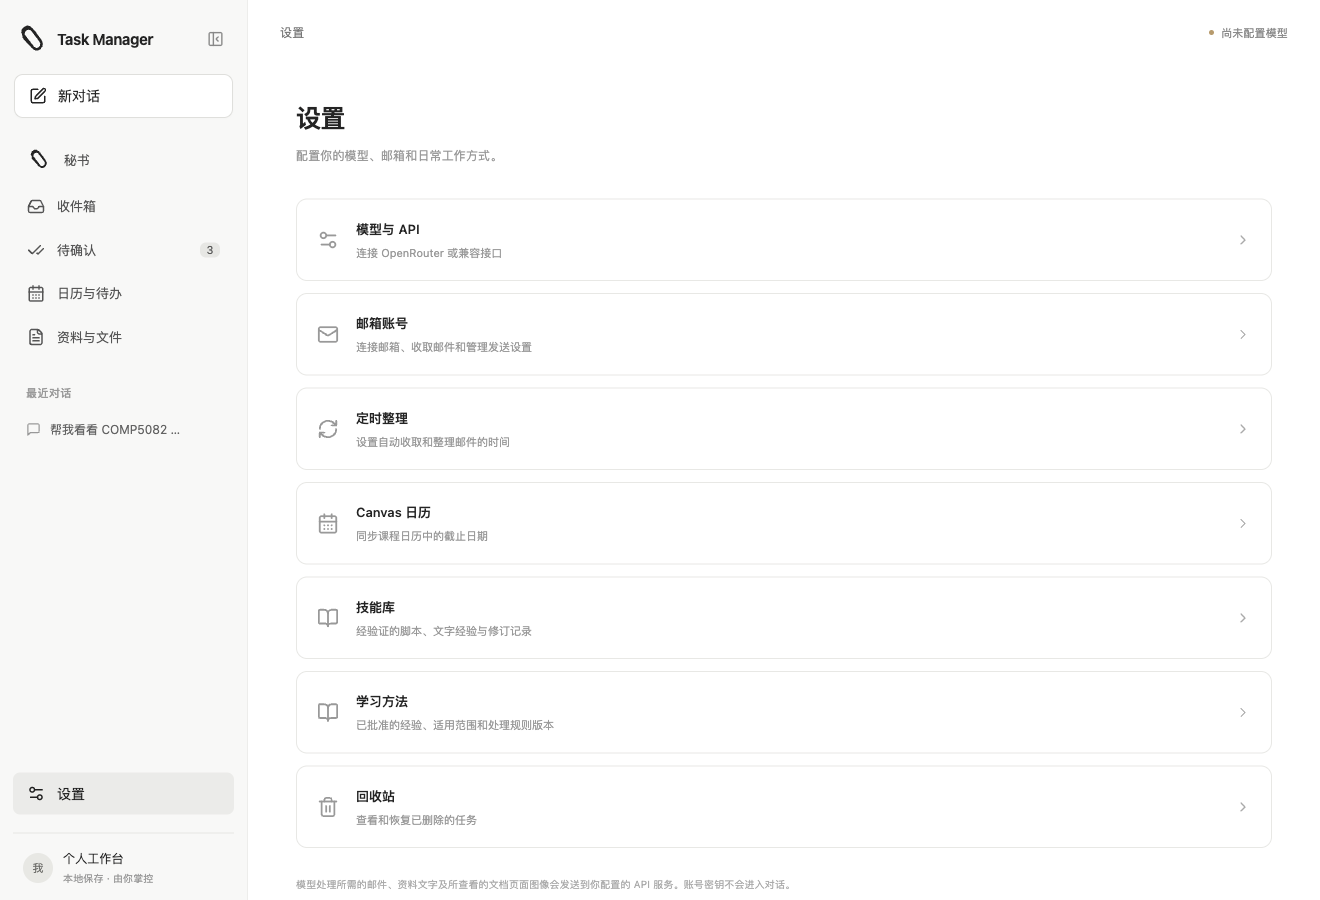 Task Manager
新对话
秘书
收件箱
待确认
3
日历与待办
资料与文件
最近对话
帮我看看 COMP5082 ...
设置
我
个人工作台
本地保存 · 由你掌控
设置
尚未配置模型
设置
配置你的模型、邮箱和日常工作方式。
模型与 API
连接 OpenRouter 或兼容接口
邮箱账号
连接邮箱、收取邮件和管理发送设置
定时整理
设置自动收取和整理邮件的时间
Canvas 日历
同步课程日历中的截止日期
技能库
经验证的脚本、文字经验与修订记录
学习方法
已批准的经验、适用范围和处理规则版本
回收站
查看和恢复已删除的任务
模型处理所需的邮件、资料文字及所查看的文档页面图像会发送到你配置的 API 服务。账号密钥不会进入对话。